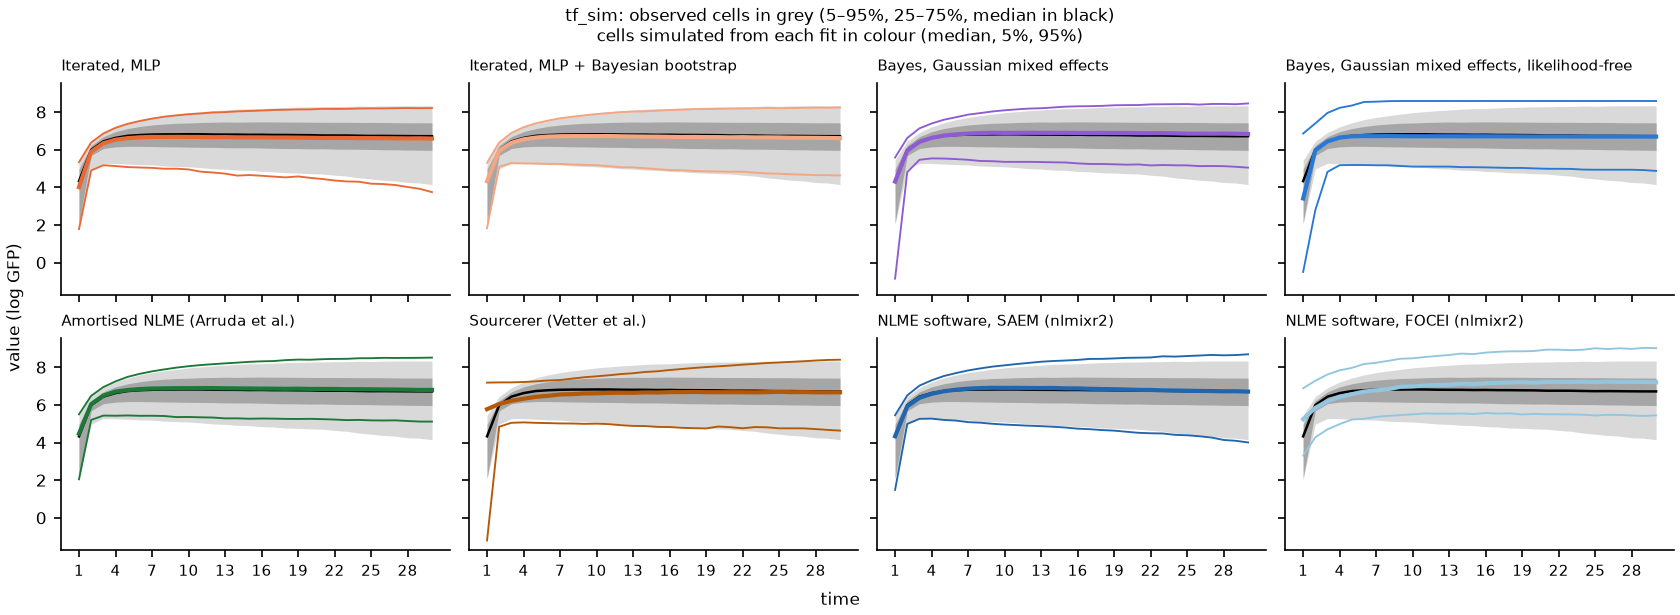 tf_sim: observed cells in grey (5–95%, 25–75%, median in black)
cells simulated from each fit in colour (median, 5%, 95%)
Iterated, MLP
Iterated, MLP + Bayesian bootstrap
Bayes, Gaussian mixed effects
Bayes, Gaussian mixed effects, likelihood-free
8
6
4
2
0
Amortised NLME (Arruda et al.)
Sourcerer (Vetter et al.)
NLME software, SAEM (nlmixr2)
NLME software, FOCEI (nlmixr2)
value (log GFP)
8
6
4
2
0
1 4 7 10 13 16 19 22 25 28
1 4 7 10 13 16 19 22 25 28
1 4 7 10 13 16 19 22 25 28
1 4 7 10 13 16 19 22 25 28
time